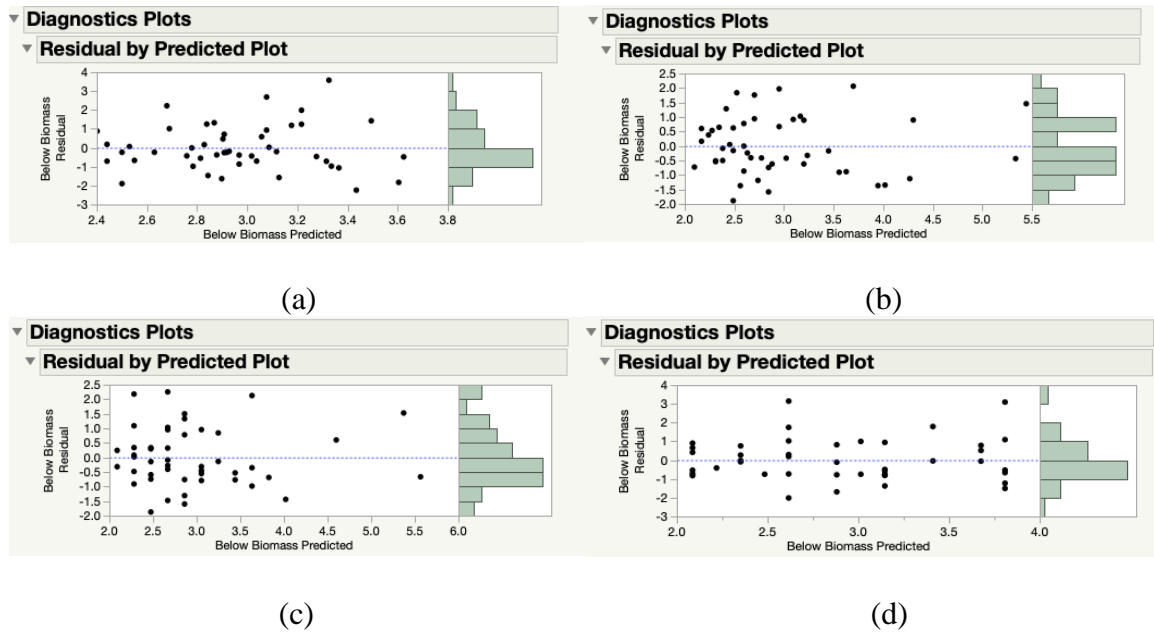 Diagnostics Plots
Residual by Predicted Plot
Below Biomass
Residual
4
3
2
1
0
-1
-2
-3
2.4 2.6 2.8 3.0 3.2 3.4 3.6 3.8
Below Biomass Predicted
(a)
Diagnostics Plots
Residual by Predicted Plot
Below Biomass
Residual
2.5
2.0
1.5
1.0
0.5
0.0
-0.5
-1.0
-1.5
-2.0
2.0 2.5 3.0 3.5 4.0 4.5 5.0 5.5
Below Biomass Predicted
(b)
Diagnostics Plots
Residual by Predicted Plot
Below Biomass
Residual
2.5
2.0
1.5
1.0
0.5
0.0
-0.5
-1.0
-1.5
-2.0
2.0 2.5 3.0 3.5 4.0 4.5 5.0 5.5 6.0
Below Biomass Predicted
(c)
Diagnostics Plots
Residual by Predicted Plot
Below Biomass
Residual
4
3
2
1
0
-1
-2
-3
2.0 2.5 3.0 3.5 4.0
Below Biomass Predicted
(d)